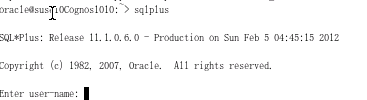 oracle@suse10Cognos1010:~> sqlplus
SQL*Plus: Release 11.1.0.6.0 - Production on Sun Feb 5 04:45:15 2012
Copyright (c) 1982, 2007, Oracle.  All rights reserved.
Enter user-name: